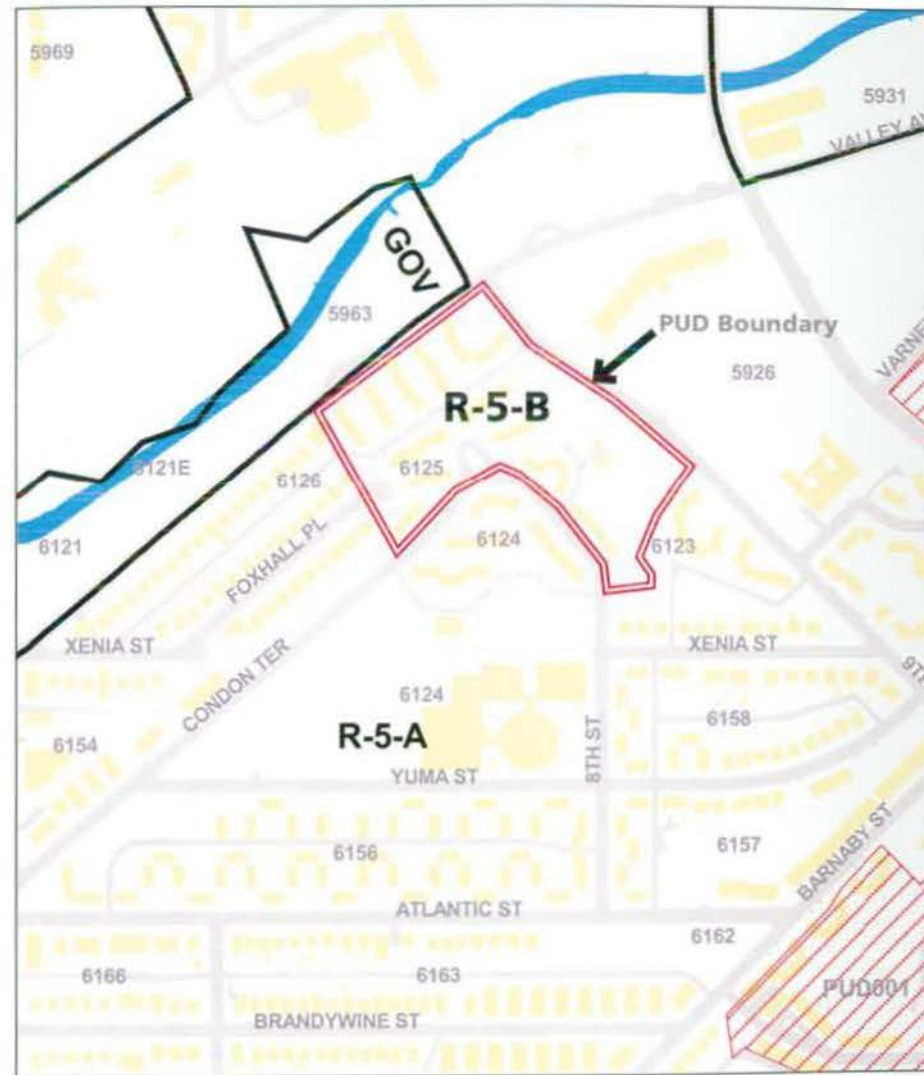 5969
5931
VALLEY AV
GOV
5963
PUD Boundary
VARNE
5926
R-5-B
6121E
6126
6125
6121
FOXHALL PL
6124
6123
XENIA ST
XENIA ST
CONDON TER
9TH
6124
6158
6154
R-5-A
8TH ST
YUMA ST
6156
6157
BARNABY ST
ATLANTIC ST
6162
6166
6163
PUD001
BRANDYWINE ST